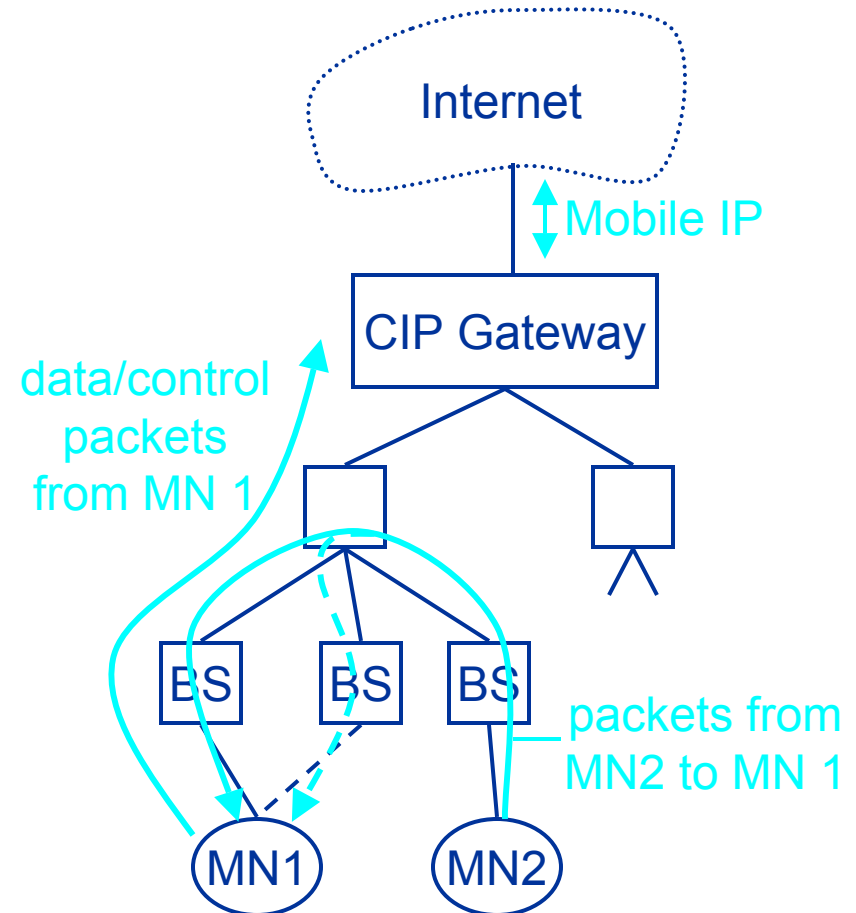 Internet
Mobile IP
CIP Gateway
data/control
packets
from MN 1
BS
BS
BS
packets from
MN2 to MN 1
MN1
MN2